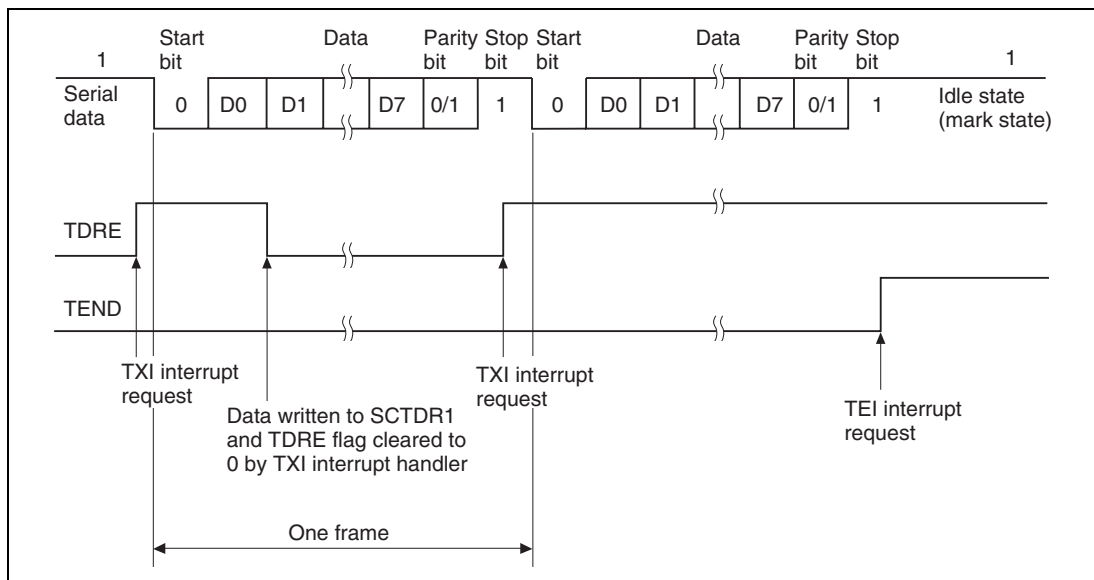 Start Data Parity Stop Start Data Parity Stop
1 bit bit bit bit bit bit 1
Serial 0 D0 D1 D7 0/1 1 0 D0 D1 D7 0/1 1 Idle state
data (mark state)
TDRE
TEND
TXI interrupt
request
Data written to SCTDR1
and TDRE flag cleared to
0 by TXI interrupt handler
TXI interrupt
request
TEI interrupt
request
One frame